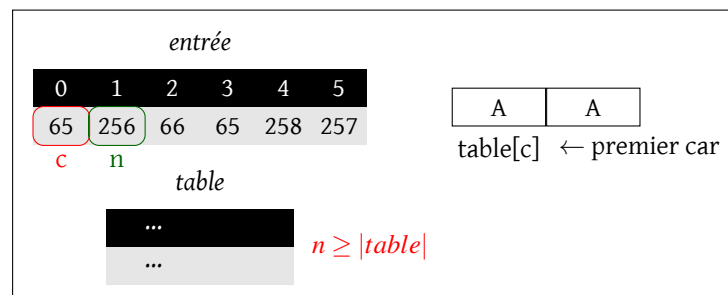 entrée
0 1 2 3 4 5
65 256 66 65 258 257
c n
A A
table[c] ← premier car
table
...
...
n ≥ |table|